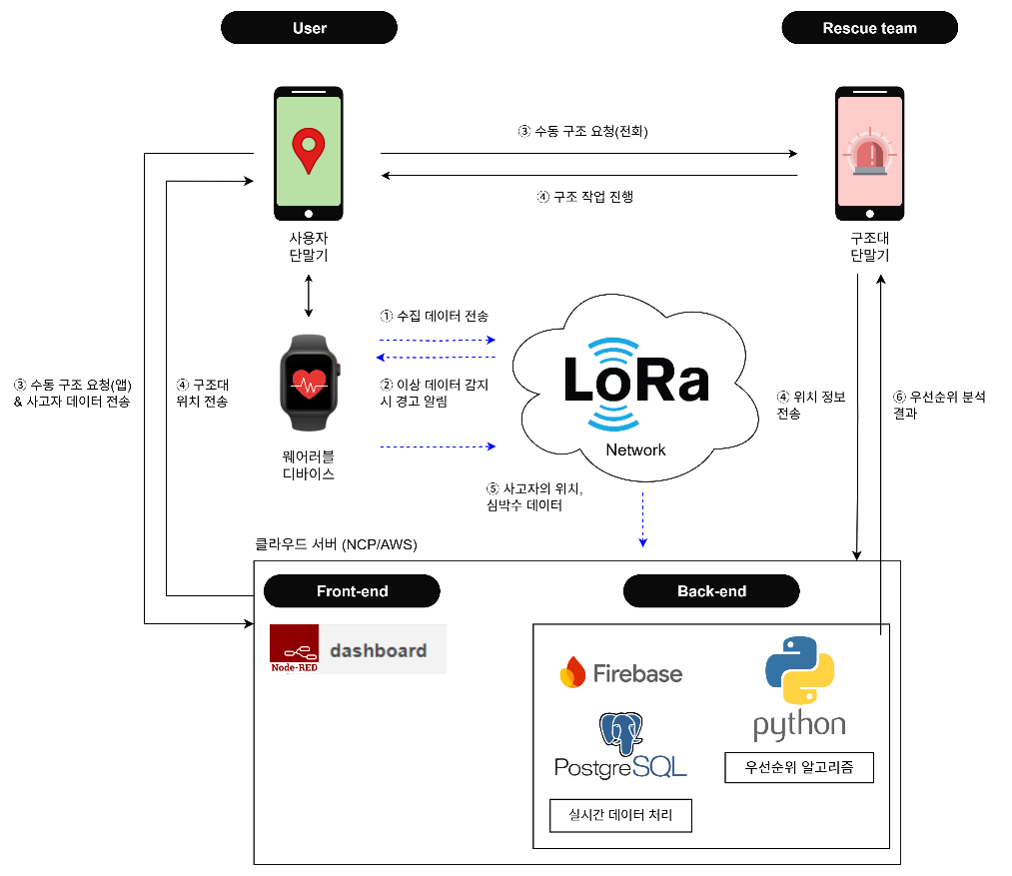 User
Rescue team
③ 수동 구조 요청(전화)
④ 구조 작업 진행
사용자
단말기
구조대
단말기
① 수집 데이터 전송
② 이상 데이터 감지
시 경고 알림
LoRa
Network
③ 수동 구조 요청(앱)
& 사고자 데이터 전송
④ 구조대
위치 전송
④ 위치 정보
전송
⑥ 우선순위 분석
결과
웨어러블
디바이스
⑤ 사고자의 위치,
심박수 데이터
클라우드 서버 (NCP/AWS)
Front-end
Back-end
Node-RED
dashboard
Firebase
PostgreSQL
python
우선순위 알고리즘
실시간 데이터 처리